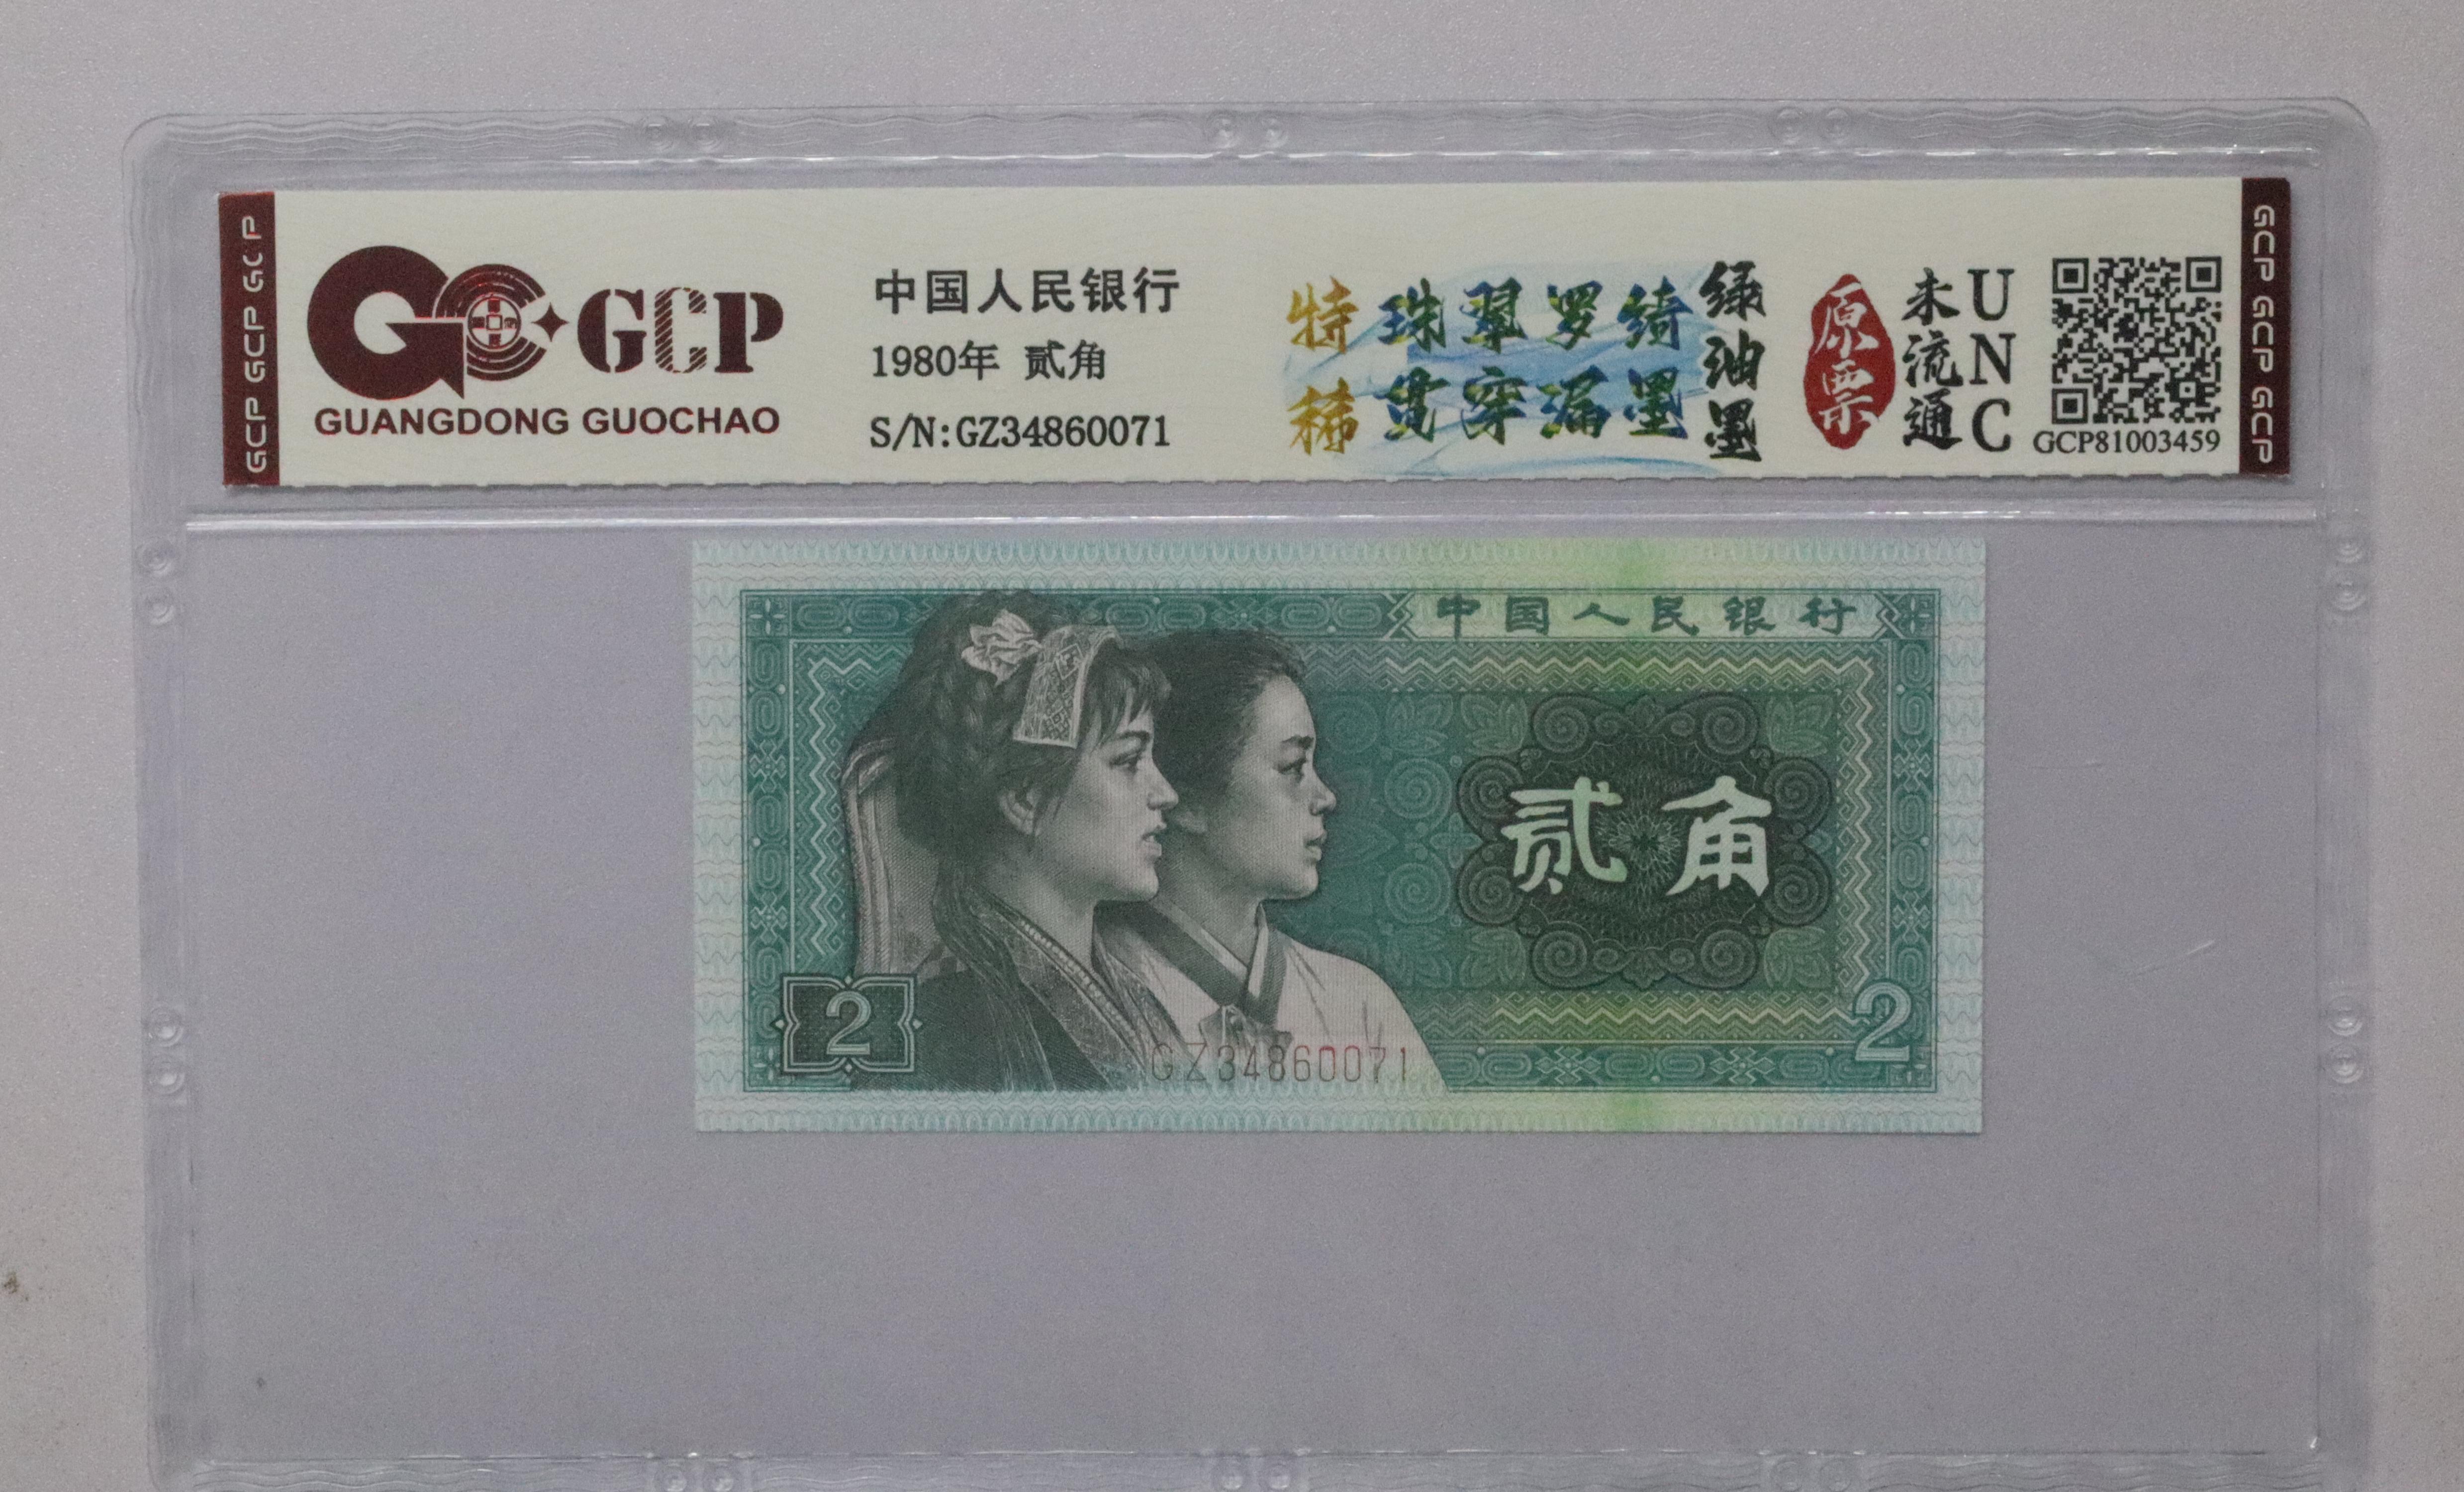 GCP GCP GCP
GCP
GUANGDONG GUOCHAO
中国人民银行
1980年 贰角
S/N:GZ34860071
特稀
珠翠罗绮
贯穿漏墨
绿油墨
原票
未流通
UNC
GCP81003459
GCP GCP GCP
中国人民银行
贰角
2
2
GZ34860071